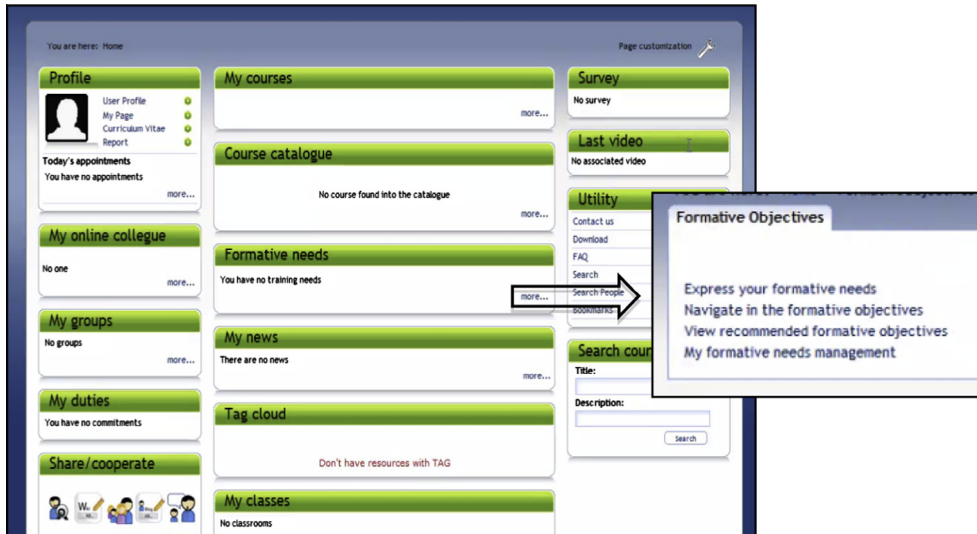 You are here: Home
Page customization
Profile
User Profile
My Page
Curriculum Vitae
Report
Today's appointments
You have no appointments
more...
My online collegue
No one
more...
My groups
No groups
more...
My duties
You have no commitments
Share/cooperate
My courses
more...
Course catalogue
No course found into the catalogue
more...
Formative needs
You have no training needs
more...
My news
There are no news
more...
Tag cloud
Don't have resources with TAG
My classes
No classrooms
Survey
No survey
Last video
No associated video
Utility
Contact us
Download
FAQ
Search
Search People
Bookmarks
Search cour
Title:
Description:
Search
Formative Objectives
Express your formative needs
Navigate in the formative objectives
View recommended formative objectives
My formative needs management